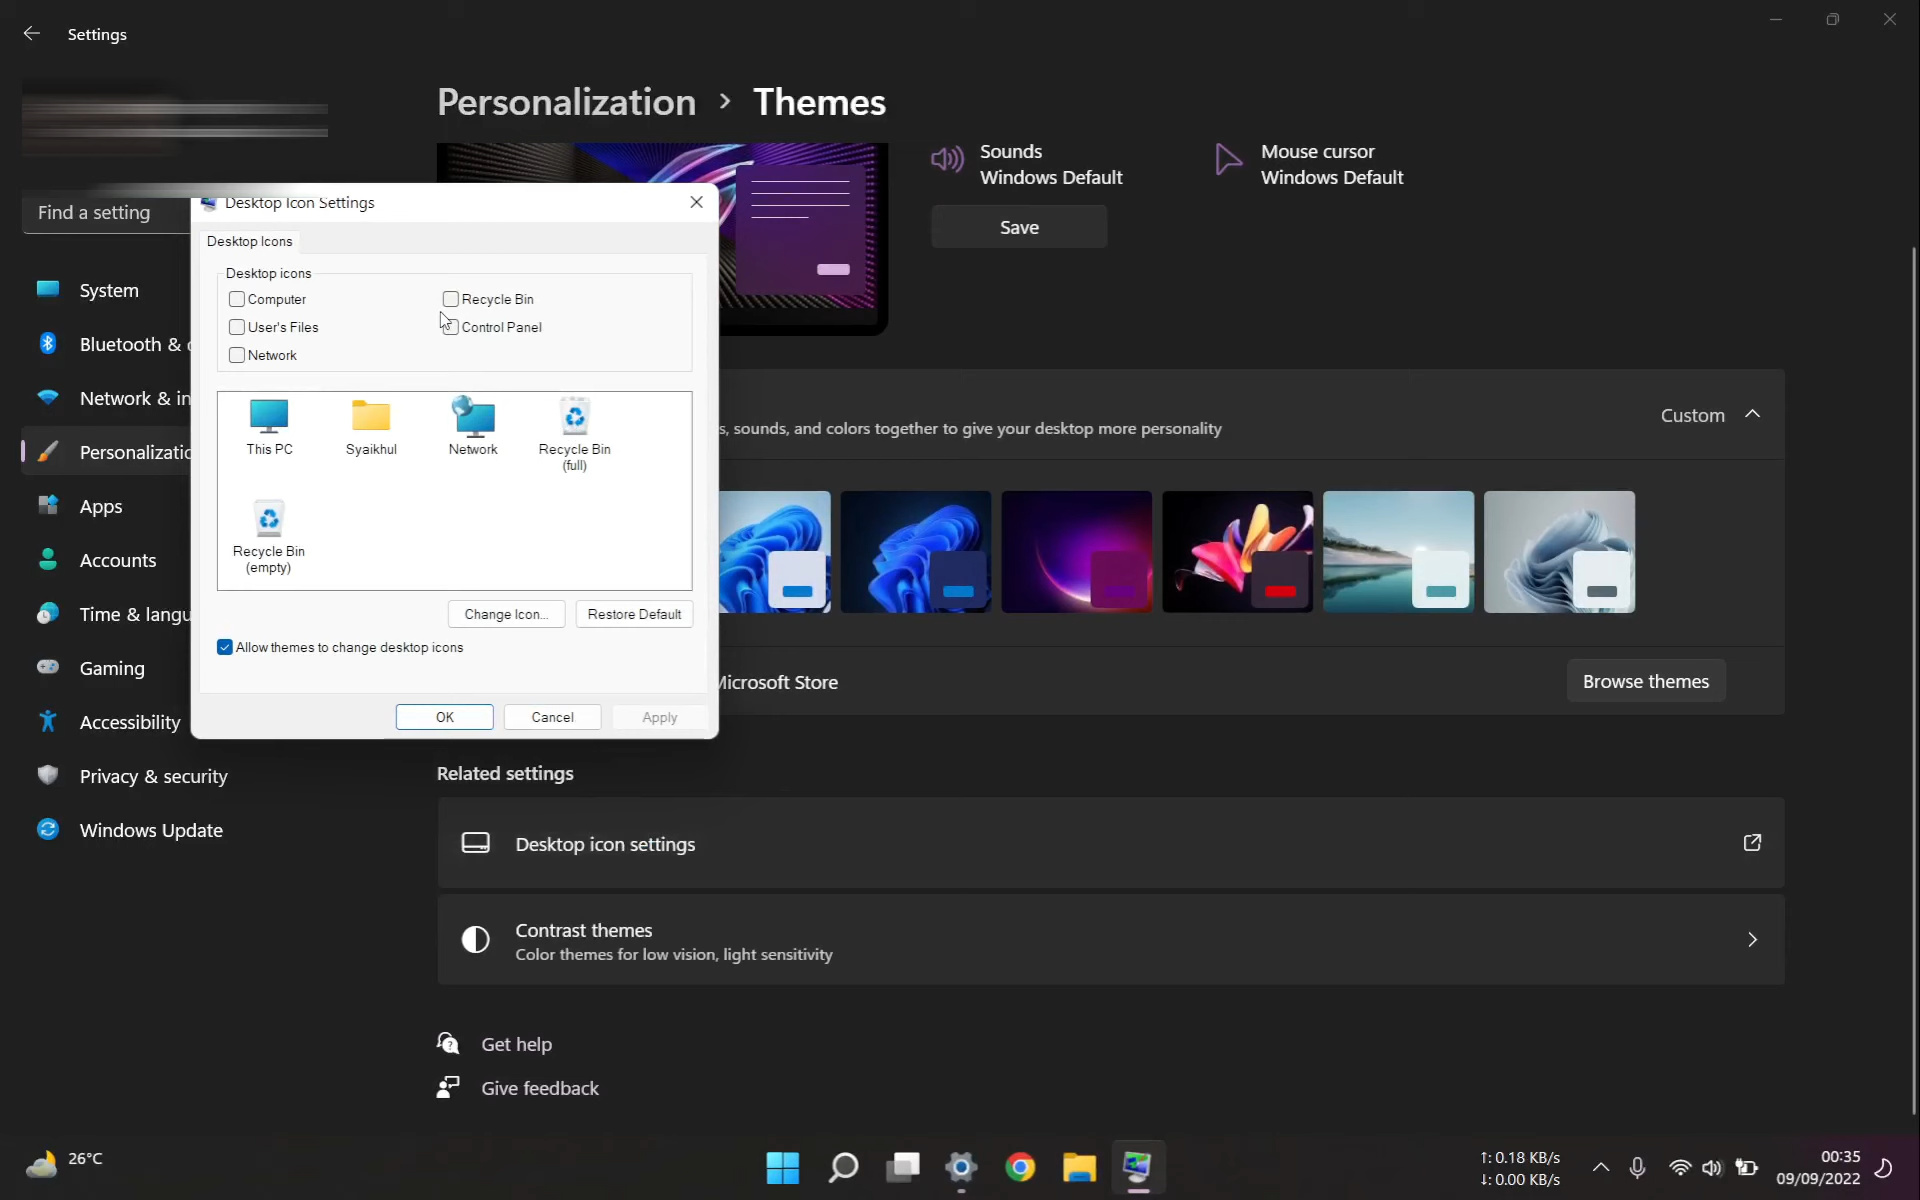 Settings
Personalization > Themes
Sounds
Windows Default
Mouse cursor
Windows Default
Save
Find a setting
System
Bluetooth &
Network & in
Personalizatio
Apps
Accounts
Time & langu
Gaming
Accessibility
Privacy & security
Windows Update
Desktop Icon Settings
Desktop Icons
Desktop icons
Computer
Recycle Bin
User's Files
Control Panel
Network
This PC
Syaikhul
Network
Recycle Bin
(full)
Recycle Bin
(empty)
Change Icon...
Restore Default
Allow themes to change desktop icons
OK
Cancel
Apply
s, sounds, and colors together to give your desktop more personality
Custom
Microsoft Store
Browse themes
Related settings
Desktop icon settings
Contrast themes
Color themes for low vision, light sensitivity
Get help
Give feedback
26°C
↑: 0.18 KB/s
↓: 0.00 KB/s
00:35
09/09/2022